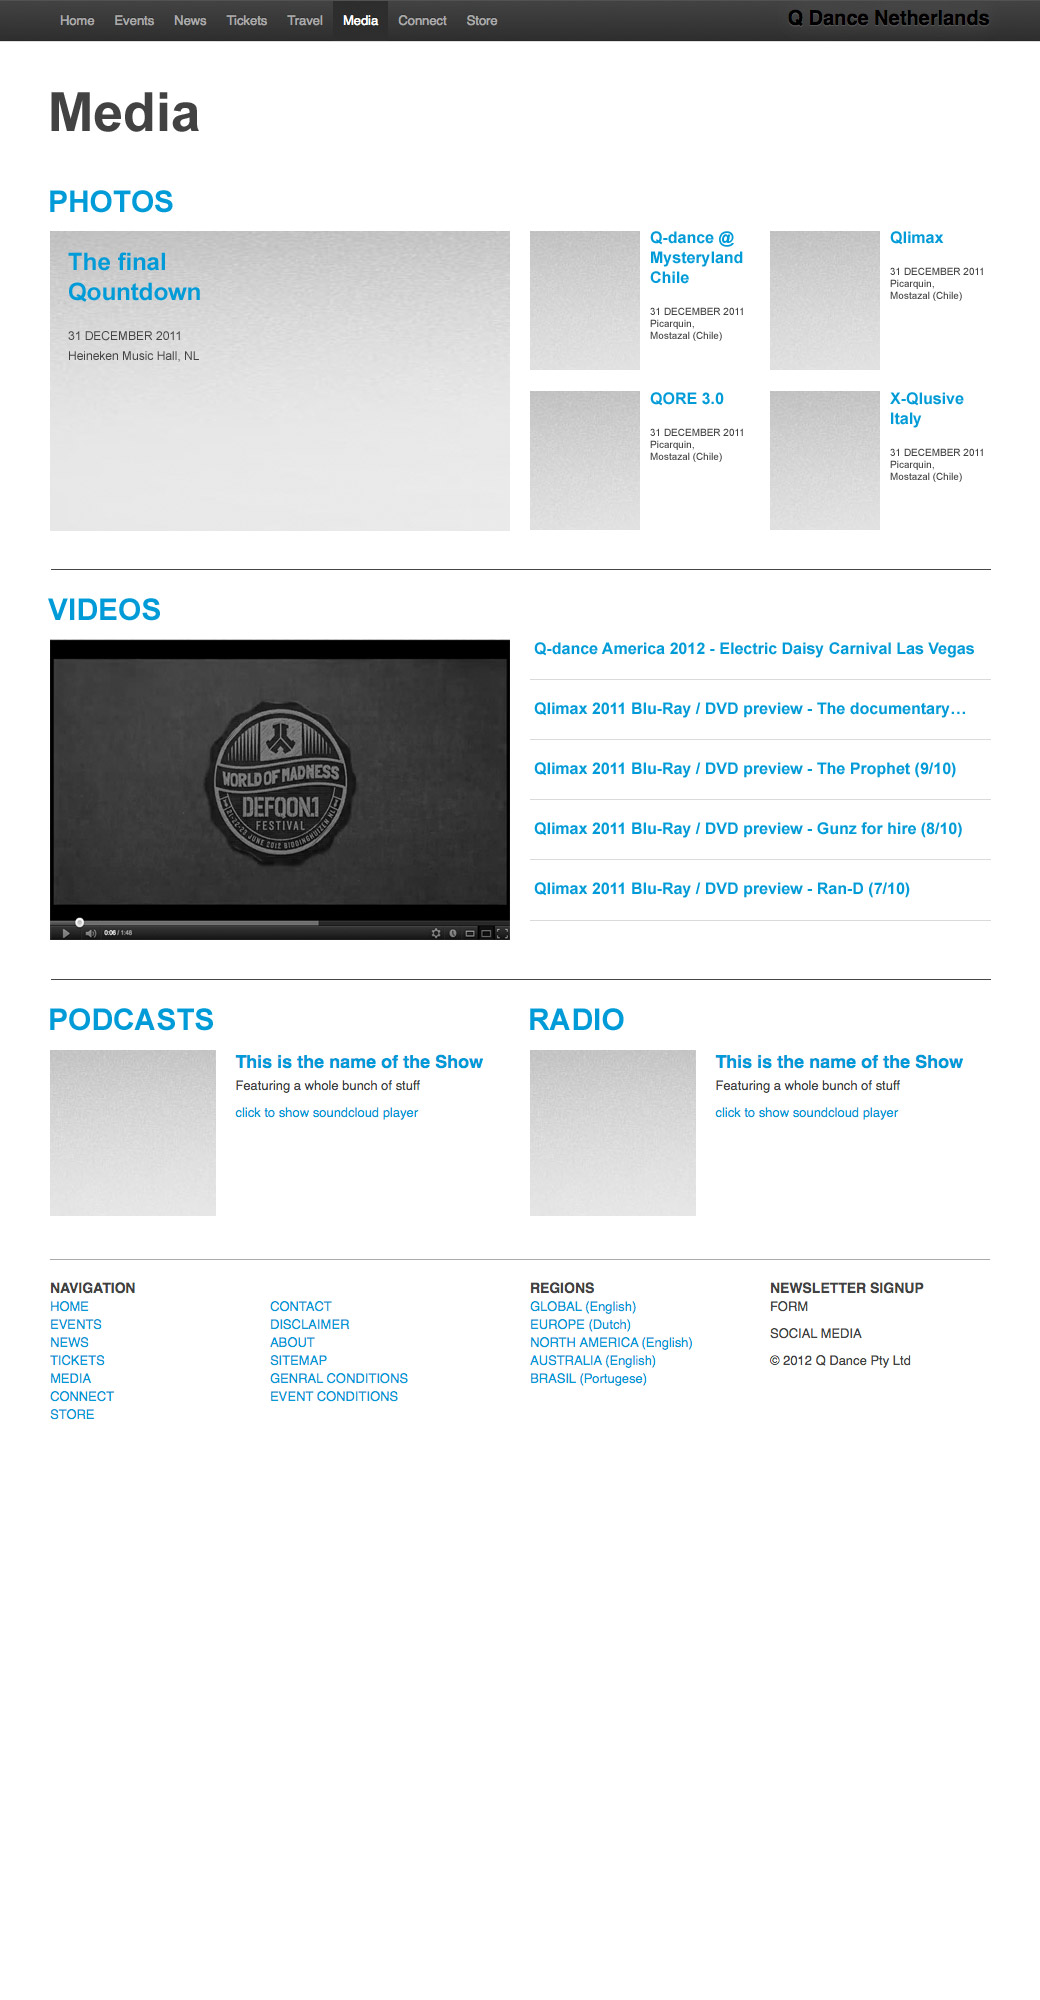 Home Events News Tickets Travel Media Connect Store
Q Dance Netherlands
Media
PHOTOS
The final
Qountdown
31 DECEMBER 2011
Heineken Music Hall, NL
Q-dance @
Mysteryland
Chile
31 DECEMBER 2011
Picarquin,
Mostazal (Chile)
Qlimax
31 DECEMBER 2011
Picarquin,
Mostazal (Chile)
QORE 3.0
31 DECEMBER 2011
Picarquin,
Mostazal (Chile)
X-Qlusive
Italy
31 DECEMBER 2011
Picarquin,
Mostazal (Chile)
VIDEOS
WORLD OF MADNESS
DEFQON.1
FESTIVAL
21-22-23 JUNE 2012 BIDDINGHUIZEN NL
0:06 / 1:48
Q-dance America 2012 - Electric Daisy Carnival Las Vegas
Qlimax 2011 Blu-Ray / DVD preview - The documentary…
Qlimax 2011 Blu-Ray / DVD preview - The Prophet (9/10)
Qlimax 2011 Blu-Ray / DVD preview - Gunz for hire (8/10)
Qlimax 2011 Blu-Ray / DVD preview - Ran-D (7/10)
PODCASTS
This is the name of the Show
Featuring a whole bunch of stuff
click to show soundcloud player
RADIO
This is the name of the Show
Featuring a whole bunch of stuff
click to show soundcloud player
NAVIGATION
HOME
EVENTS
NEWS
TICKETS
MEDIA
CONNECT
STORE
CONTACT
DISCLAIMER
ABOUT
SITEMAP
GENRAL CONDITIONS
EVENT CONDITIONS
REGIONS
GLOBAL (English)
EUROPE (Dutch)
NORTH AMERICA (English)
AUSTRALIA (English)
BRASIL (Portugese)
NEWSLETTER SIGNUP
FORM
SOCIAL MEDIA
© 2012 Q Dance Pty Ltd